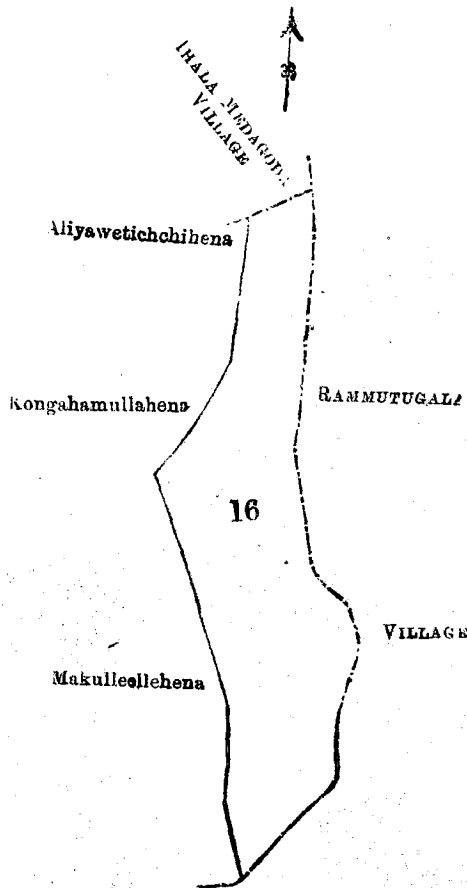 IHALA MEDAGODA
VILLAGE
Aliyawetichchihena
Kongahamullahena
RAMMUTUGALA
16
VILLAGE
Makulleellehena